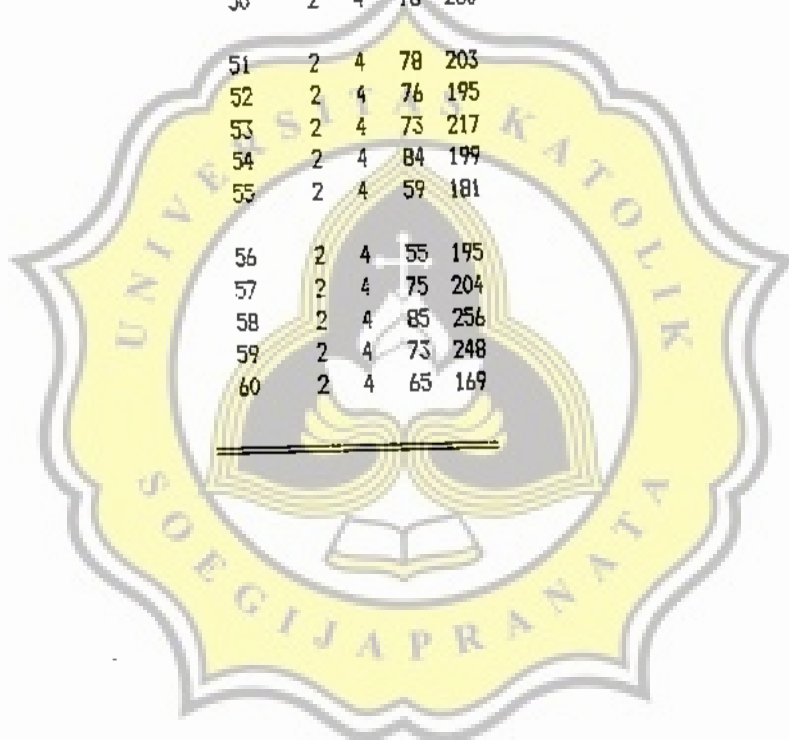 51 2 4 78 203
52 2 4 76 195
53 2 4 73 217
54 2 4 84 199
55 2 4 59 181
56 2 4 55 195
57 2 4 75 204
58 2 4 85 256
59 2 4 73 248
60 2 4 65 169
UNIVERSITAS KATOLIK
SOEGIJAPRANATA